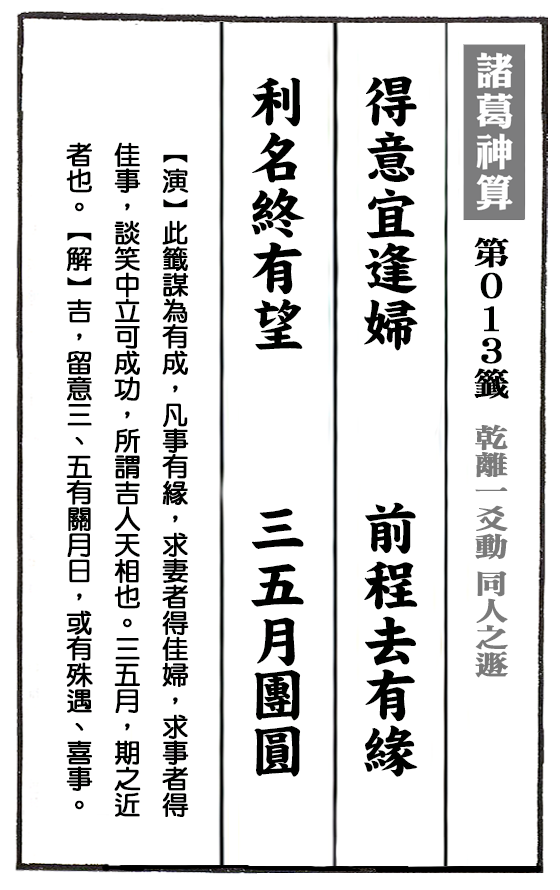 諸葛神算 第013籤 乾離一爻動 同人之遯
得意宜逢婦 前程去有緣
利名終有望 三五月團圓
【演】此籤謀為有成，凡事有緣，求妻者得佳婦，求事者得
佳事，談笑中立可成功，所謂吉人天相也。三五月，期之近
者也。【解】吉，留意三、五有關月日，或有殊遇、喜事。